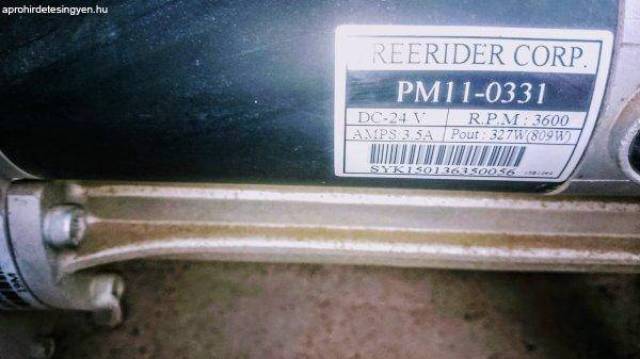 aprohirdetesingyen.hu
REERIDER CORP.
PM11-0331
DC-24 V R.P.M : 3600
AMPS 3.5A Pout : 327W(809W)
SYK150136350056